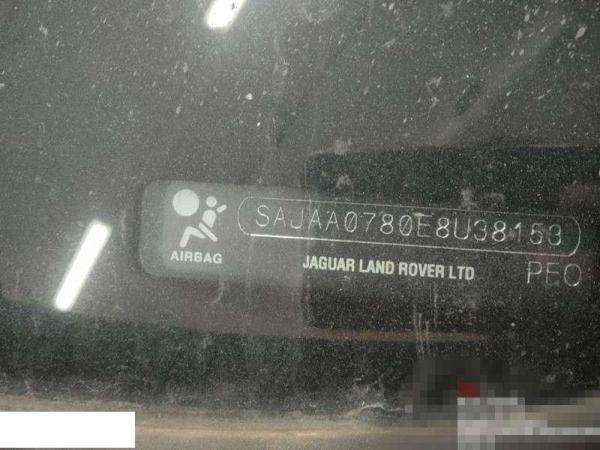 SAJAA0780E8U38153
AIRBAG
JAGUAR LAND ROVER LTD
PEO